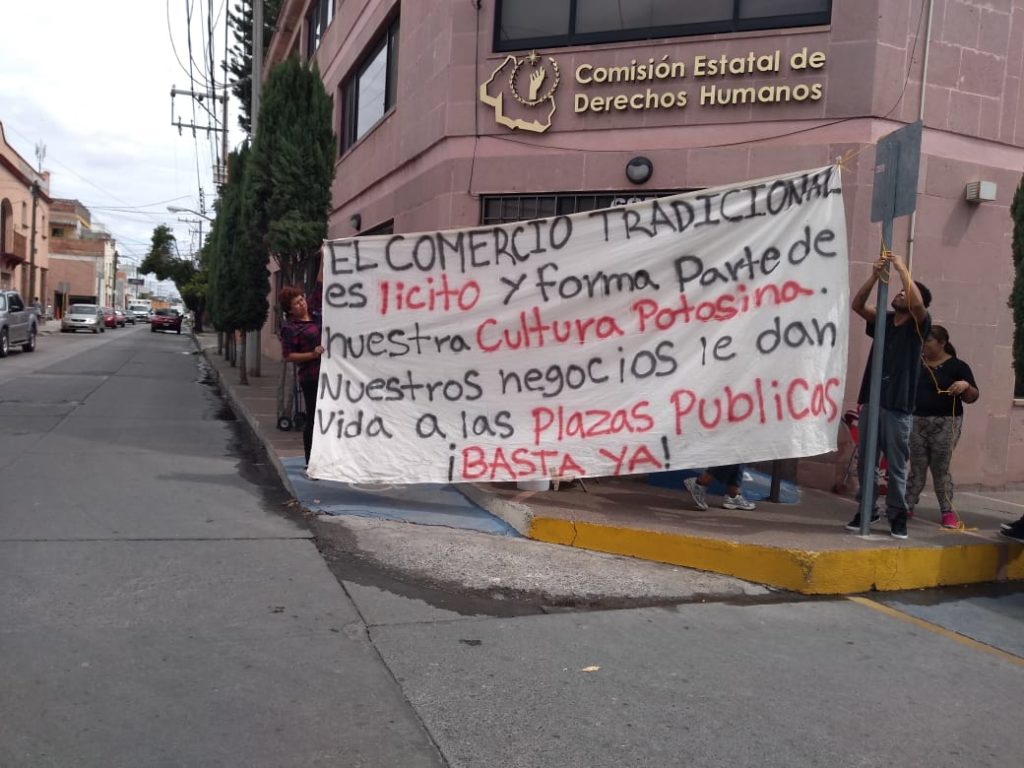 Comisión Estatal de
Derechos Humanos
EL COMERCIO TRADICIONAL
es licito y forma Parte de
nuestra Cultura Potosina.
Nuestros negocios le dan
Vida a las Plazas Publicas
¡BASTA YA!